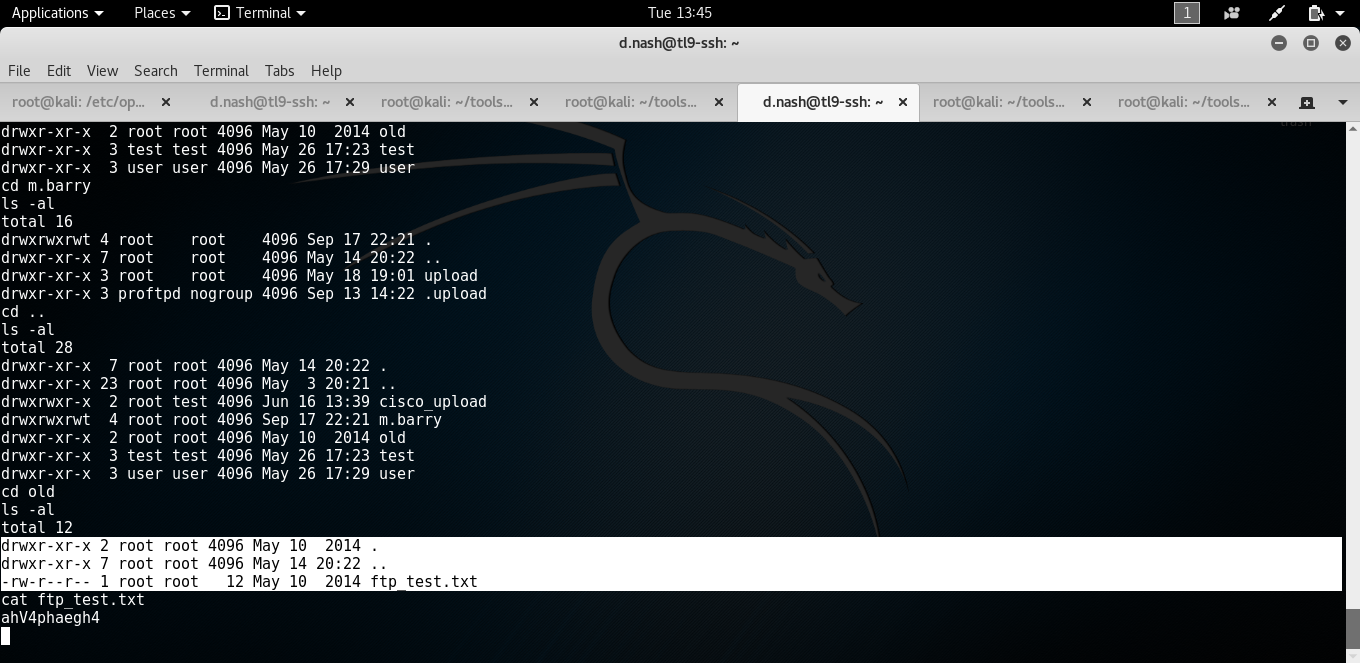 Applications Places Terminal Tue 13:45 1
d.nash@tl9-ssh: ~
File Edit View Search Terminal Tabs Help
root@kali: /etc/op... d.nash@tl9-ssh: ~ root@kali: ~/tools... root@kali: ~/tools... d.nash@tl9-ssh: ~ root@kali: ~/tools... root@kali: ~/tools...
drwxr-xr-x  2 root root 4096 May 10  2014 old
drwxr-xr-x  3 test test 4096 May 26 17:23 test
drwxr-xr-x  3 user user 4096 May 26 17:29 user
cd m.barry
ls -al
total 16
drwxrwxrwt 4 root    root    4096 Sep 17 22:21 .
drwxr-xr-x 7 root    root    4096 May 14 20:22 ..
drwxr-xr-x 3 root    root    4096 May 18 19:01 upload
drwxr-xr-x 3 proftpd nogroup 4096 Sep 13 14:22 .upload
cd ..
ls -al
total 28
drwxr-xr-x  7 root root 4096 May 14 20:22 .
drwxr-xr-x 23 root root 4096 May  3 20:21 ..
drwxrwxr-x  2 root test 4096 Jun 16 13:39 cisco_upload
drwxrwxrwt  4 root root 4096 Sep 17 22:21 m.barry
drwxr-xr-x  2 root root 4096 May 10  2014 old
drwxr-xr-x  3 test test 4096 May 26 17:23 test
drwxr-xr-x  3 user user 4096 May 26 17:29 user
cd old
ls -al
total 12
drwxr-xr-x 2 root root 4096 May 10  2014 .
drwxr-xr-x 7 root root 4096 May 14 20:22 ..
-rw-r--r-- 1 root root   12 May 10  2014 ftp_test.txt
cat ftp_test.txt
ahV4phaegh4